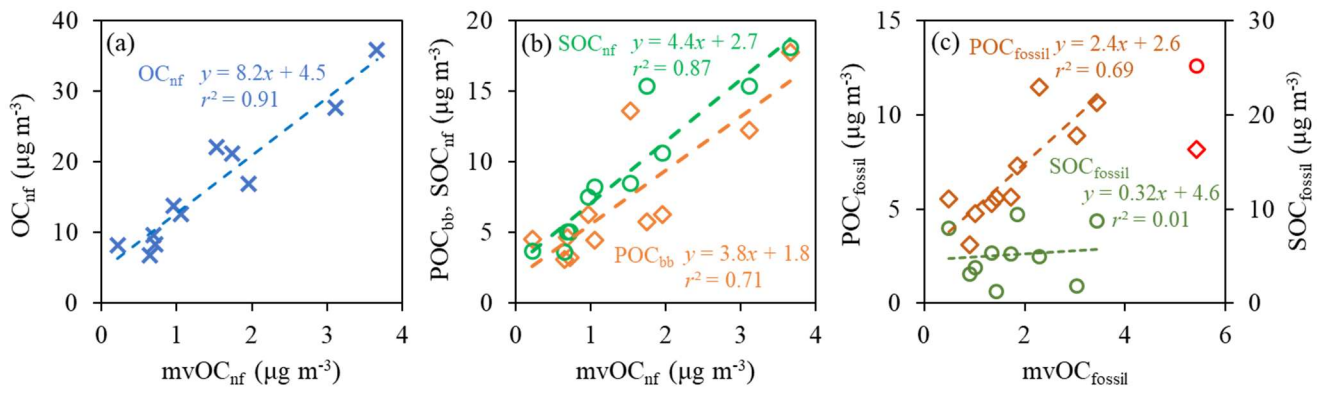 (a)
OCnf y = 8.2x + 4.5
r² = 0.91
OCnf (μg m-3)
40
30
20
10
0
0 1 2 3 4
mvOCnf (μg m-3)
(b)
SOCnf y = 4.4x + 2.7
r² = 0.87
POCbb, SOCnf (μg m-3)
20
15
10
5
0
POCbb y = 3.8x + 1.8
r² = 0.71
0 1 2 3 4
mvOCnf (μg m-3)
(c)
POCfossil y = 2.4x + 2.6
r² = 0.69
POCfossil (μg m-3)
15
10
5
0
SOCfossil
y = 0.32x + 4.6
r² = 0.01
30
20
10
0
SOCfossil (μg m-3)
0 2 4 6
mvOCfossil